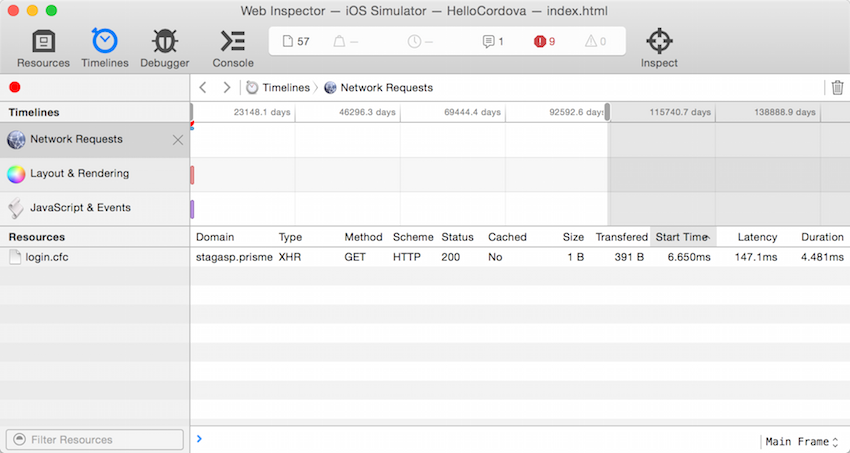 Web Inspector — iOS Simulator — HelloCordova — index.html
57 — — 1 9 0
Resources Timelines Debugger Console Inspect
Timelines Network Requests
Timelines 23148.1 days 46296.3 days 69444.4 days 92592.6 days 115740.7 days 138888.9 days
Network Requests
Layout & Rendering
JavaScript & Events
Resources Domain Type Method Scheme Status Cached Size Transfered Start Time Latency Duration
login.cfc stagasp.prisme XHR GET HTTP 200 No 1 B 391 B 6.650ms 147.1ms 4.481ms
Filter Resources Main Frame